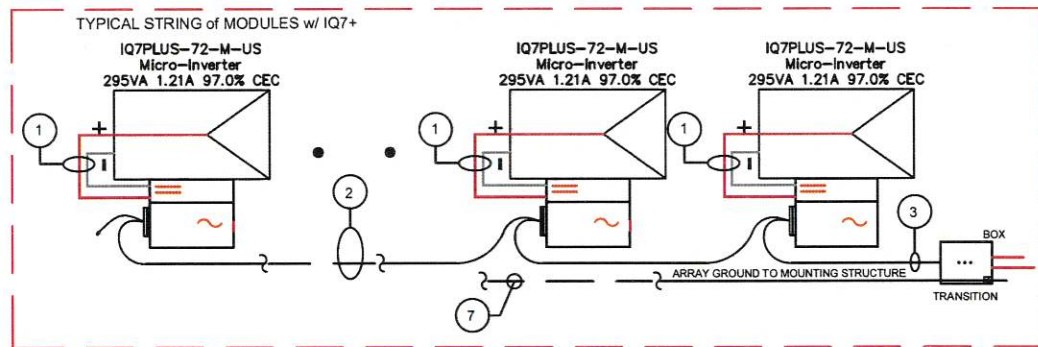 TYPICAL STRING of MODULES w/ IQ7+
IQ7PLUS-72-M-US
Micro-Inverter
295VA 1.21A 97.0% CEC
IQ7PLUS-72-M-US
Micro-Inverter
295VA 1.21A 97.0% CEC
IQ7PLUS-72-M-US
Micro-Inverter
295VA 1.21A 97.0% CEC
1
+
-
1
+
-
1
+
-
2
3
BOX
ARRAY GROUND TO MOUNTING STRUCTURE
TRANSITION
7